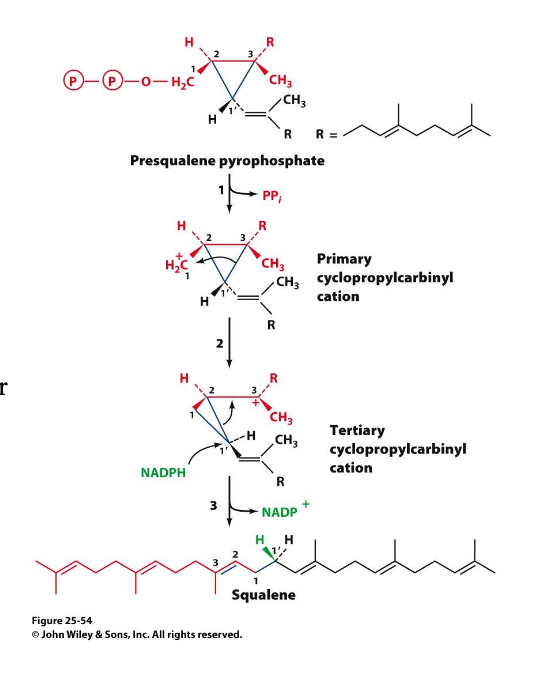 H R
2 3
1
P P O H₂C CH₃
1′ CH₃
H
R R =
Presqualene pyrophosphate
1 PPi
H R
2 3
+
H₂C CH₃
1
1′ CH₃
H
R
Primary
cyclopropylcarbinyl
cation
2
r
H R
2 3
+
1 CH₃
H CH₃
1′
NADPH R
Tertiary
cyclopropylcarbinyl
cation
3 NADP +
H H
3 2 1′
1
Squalene
Figure 25-54
© John Wiley & Sons, Inc. All rights reserved.